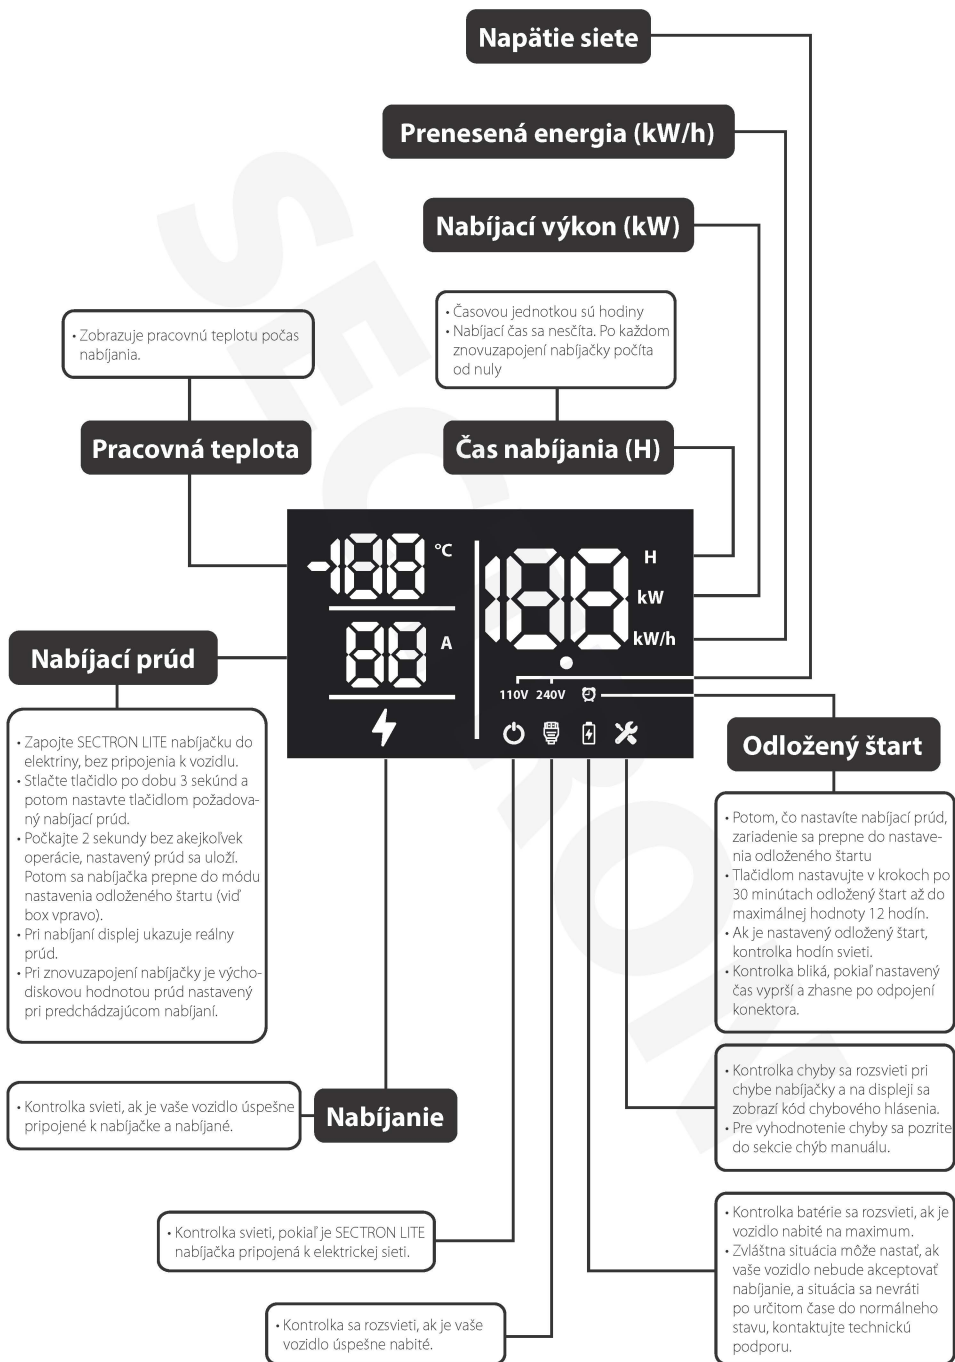 Napätie siete
Prenesená energia (kW/h)
Nabíjací výkon (kW)
• Časovou jednotkou sú hodiny
• Nabíjací čas sa nesčíta. Po každom
znovuzapojení nabíjačky počíta
od nuly
• Zobrazuje pracovnú teplotu počas
nabíjania.
Pracovná teplota
Čas nabíjania (H)
-188 °C
188
H
kW
kW/h
88 A
110V 240V
Nabíjací prúd
• Zapojte SECTRON LITE nabíjačku do
elektriny, bez pripojenia k vozidlu.
• Stlačte tlačidlo po dobu 3 sekúnd a
potom nastavte tlačidlom požadova-
ný nabíjací prúd.
• Počkajte 2 sekundy bez akejkoľvek
operácie, nastavený prúd sa uloží.
Potom sa nabíjačka prepne do módu
nastavenia odloženého štartu (viď
box vpravo).
• Pri nabíjaní displej ukazuje reálny
prúd.
• Pri znovuzapojení nabíjačky je výcho-
diskovou hodnotou prúd nastavený
pri predchádzajúcom nabíjaní.
Odložený štart
• Potom, čo nastavíte nabíjací prúd,
zariadenie sa prepne do nastave-
nia odloženého štartu
• Tlačidlom nastavujte v krokoch po
30 minútach odložený štart až do
maximálnej hodnoty 12 hodín.
• Ak je nastavený odložený štart,
kontrolka hodín svieti.
• Kontrolka bliká, pokiaľ nastavený
čas vyprší a zhasne po odpojení
konektora.
• Kontrolka chyby sa rozsvieti pri
chybe nabíjačky a na displeji sa
zobrazí kód chybového hlásenia.
• Pre vyhodnotenie chyby sa pozrite
do sekcie chýb manuálu.
• Kontrolka svieti, ak je vaše vozidlo úspešne
pripojené k nabíjačke a nabíjané.
Nabíjanie
• Kontrolka batérie sa rozsvieti, ak je
vozidlo nabité na maximum.
• Zvláštna situácia môže nastať, ak
vaše vozidlo nebude akceptovať
nabíjanie, a situácia sa nevráti
po určitom čase do normálneho
stavu, kontaktujte technickú
podporu.
• Kontrolka svieti, pokiaľ je SECTRON LITE
nabíjačka pripojená k elektrickej sieti.
• Kontrolka sa rozsvieti, ak je vaše
vozidlo úspešne nabité.
SECTRON